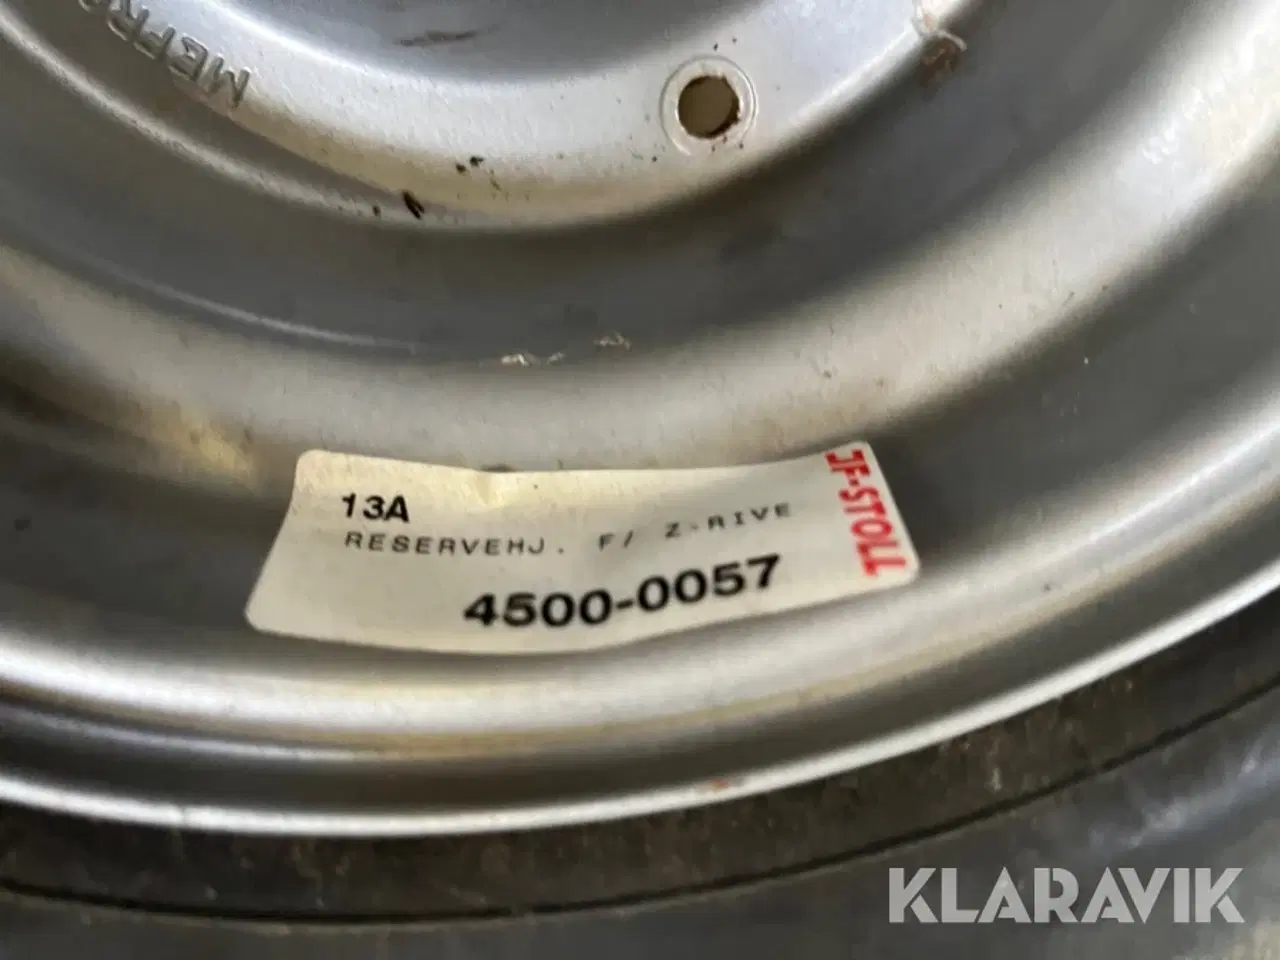 13A
RESERVEHJ. F/ Z-RIVE
4500-0057
JF-STOLL
KLARAVIK